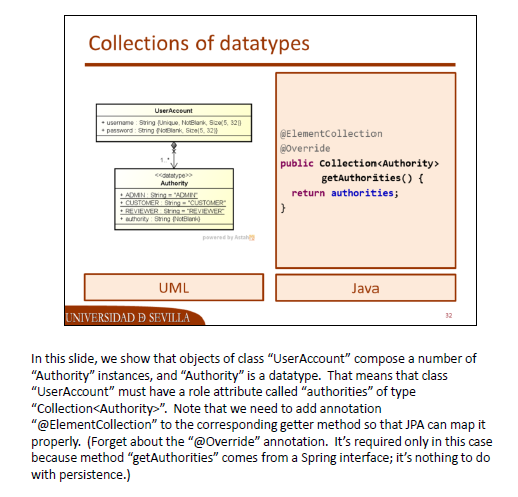 Collections of datatypes
UserAccount
+ username : String {Unique, NotBlank, Size(5, 32)}
+ password : String {NotBlank, Size(5, 32)}
1..*
<<datatype>>
Authority
+ ADMIN : String = "ADMIN"
+ CUSTOMER : String = "CUSTOMER"
+ REVIEWER : String = "REVIEWER"
+ authority : String {NotBlank}
powered by Astah
@ElementCollection
@Override
public Collection<Authority>
getAuthorities() {
return authorities;
}
UML
Java
UNIVERSIDAD D SEVILLA
32
In this slide, we show that objects of class “UserAccount” compose a number of
“Authority” instances, and “Authority” is a datatype. That means that class
“UserAccount” must have a role attribute called “authorities” of type
“Collection<Authority>”. Note that we need to add annotation
“@ElementCollection” to the corresponding getter method so that JPA can map it
properly. (Forget about the “@Override” annotation. It’s required only in this case
because method “getAuthorities” comes from a Spring interface; it’s nothing to do
with persistence.)